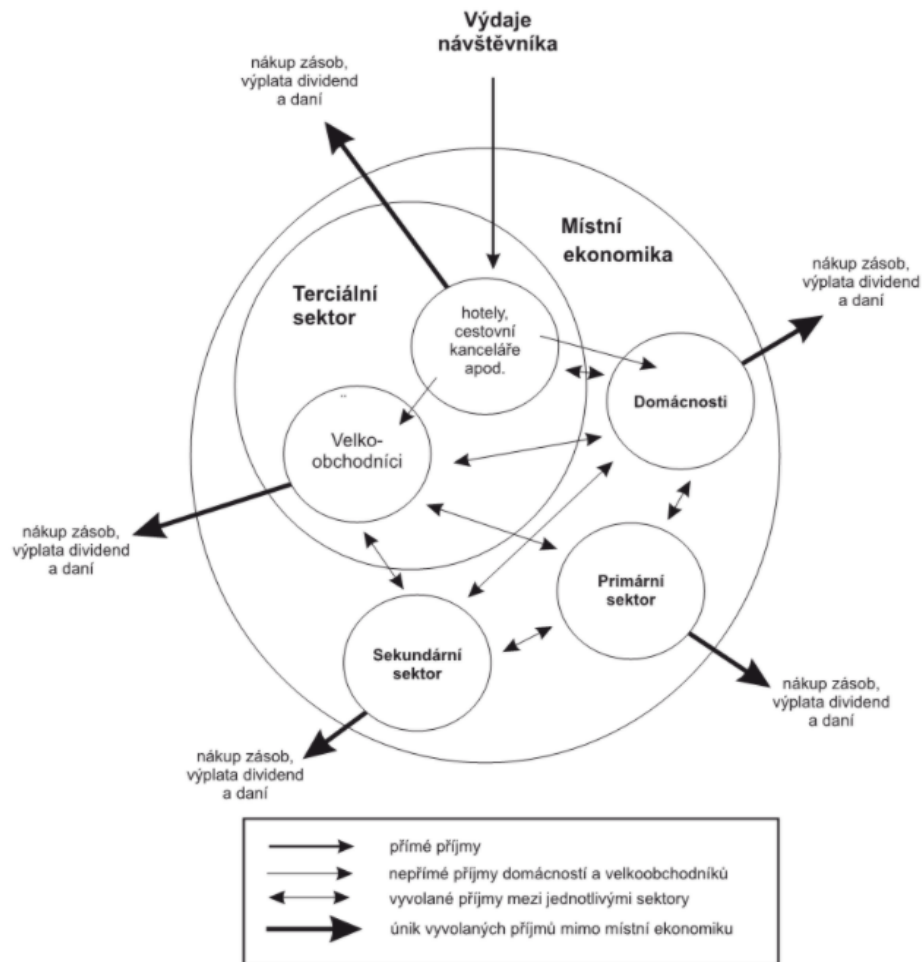 Výdaje
návštěvníka
nákup zásob,
výplata dividend
a daní
Místní
ekonomika
nákup zásob,
výplata dividend
a daní
Terciální
sektor
hotely,
cestovní
kanceláře
apod.
Domácnosti
Velko-
obchodníci
nákup zásob,
výplata dividend
a daní
Primární
sektor
Sekundární
sektor
nákup zásob,
výplata dividend
a daní
nákup zásob,
výplata dividend
a daní
přímé příjmy
nepřímé příjmy domácností a velkoobchodníků
vyvolané příjmy mezi jednotlivými sektory
únik vyvolaných příjmů mimo místní ekonomiku